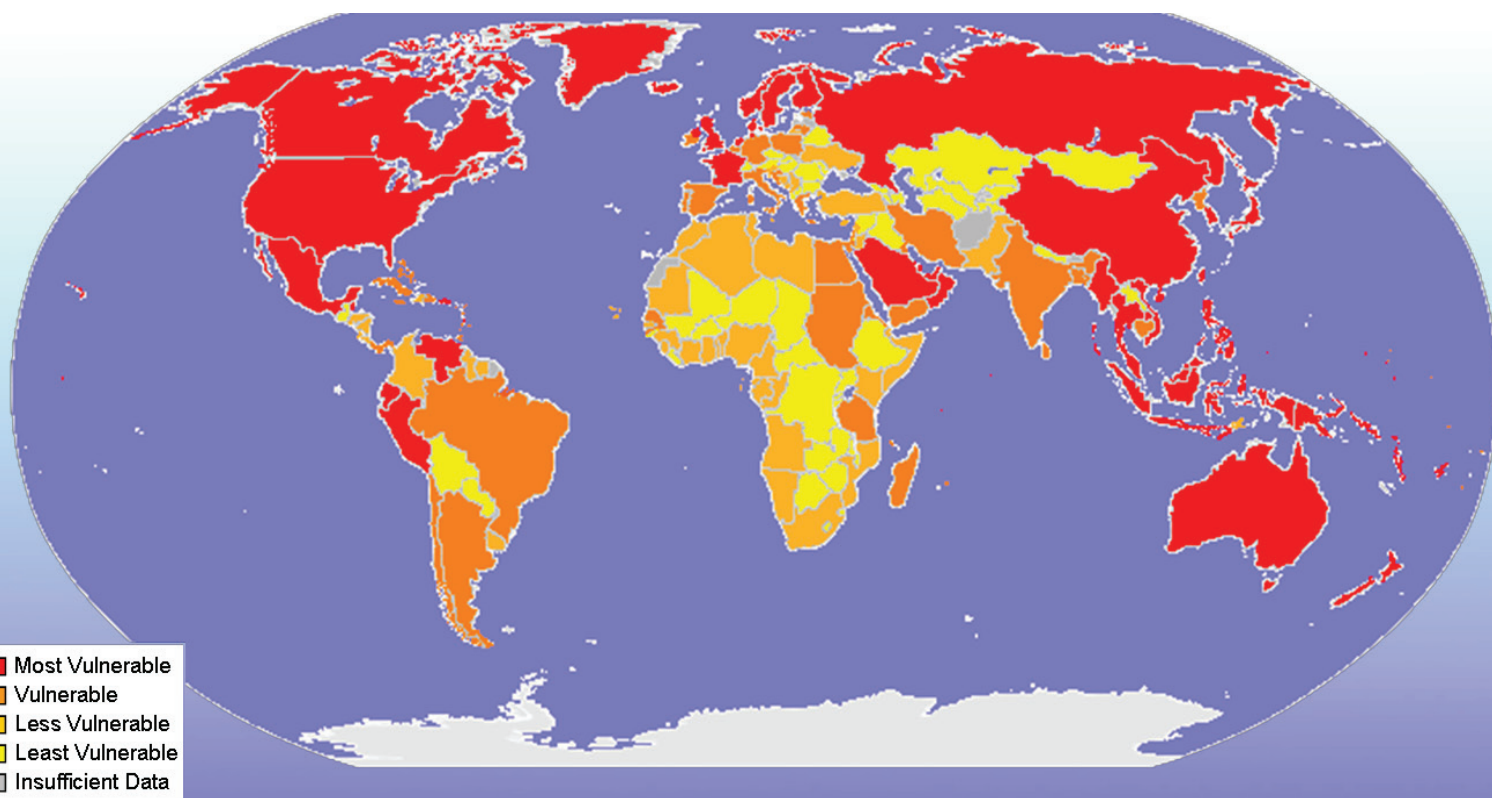 Most Vulnerable
Vulnerable
Less Vulnerable
Least Vulnerable
Insufficient Data